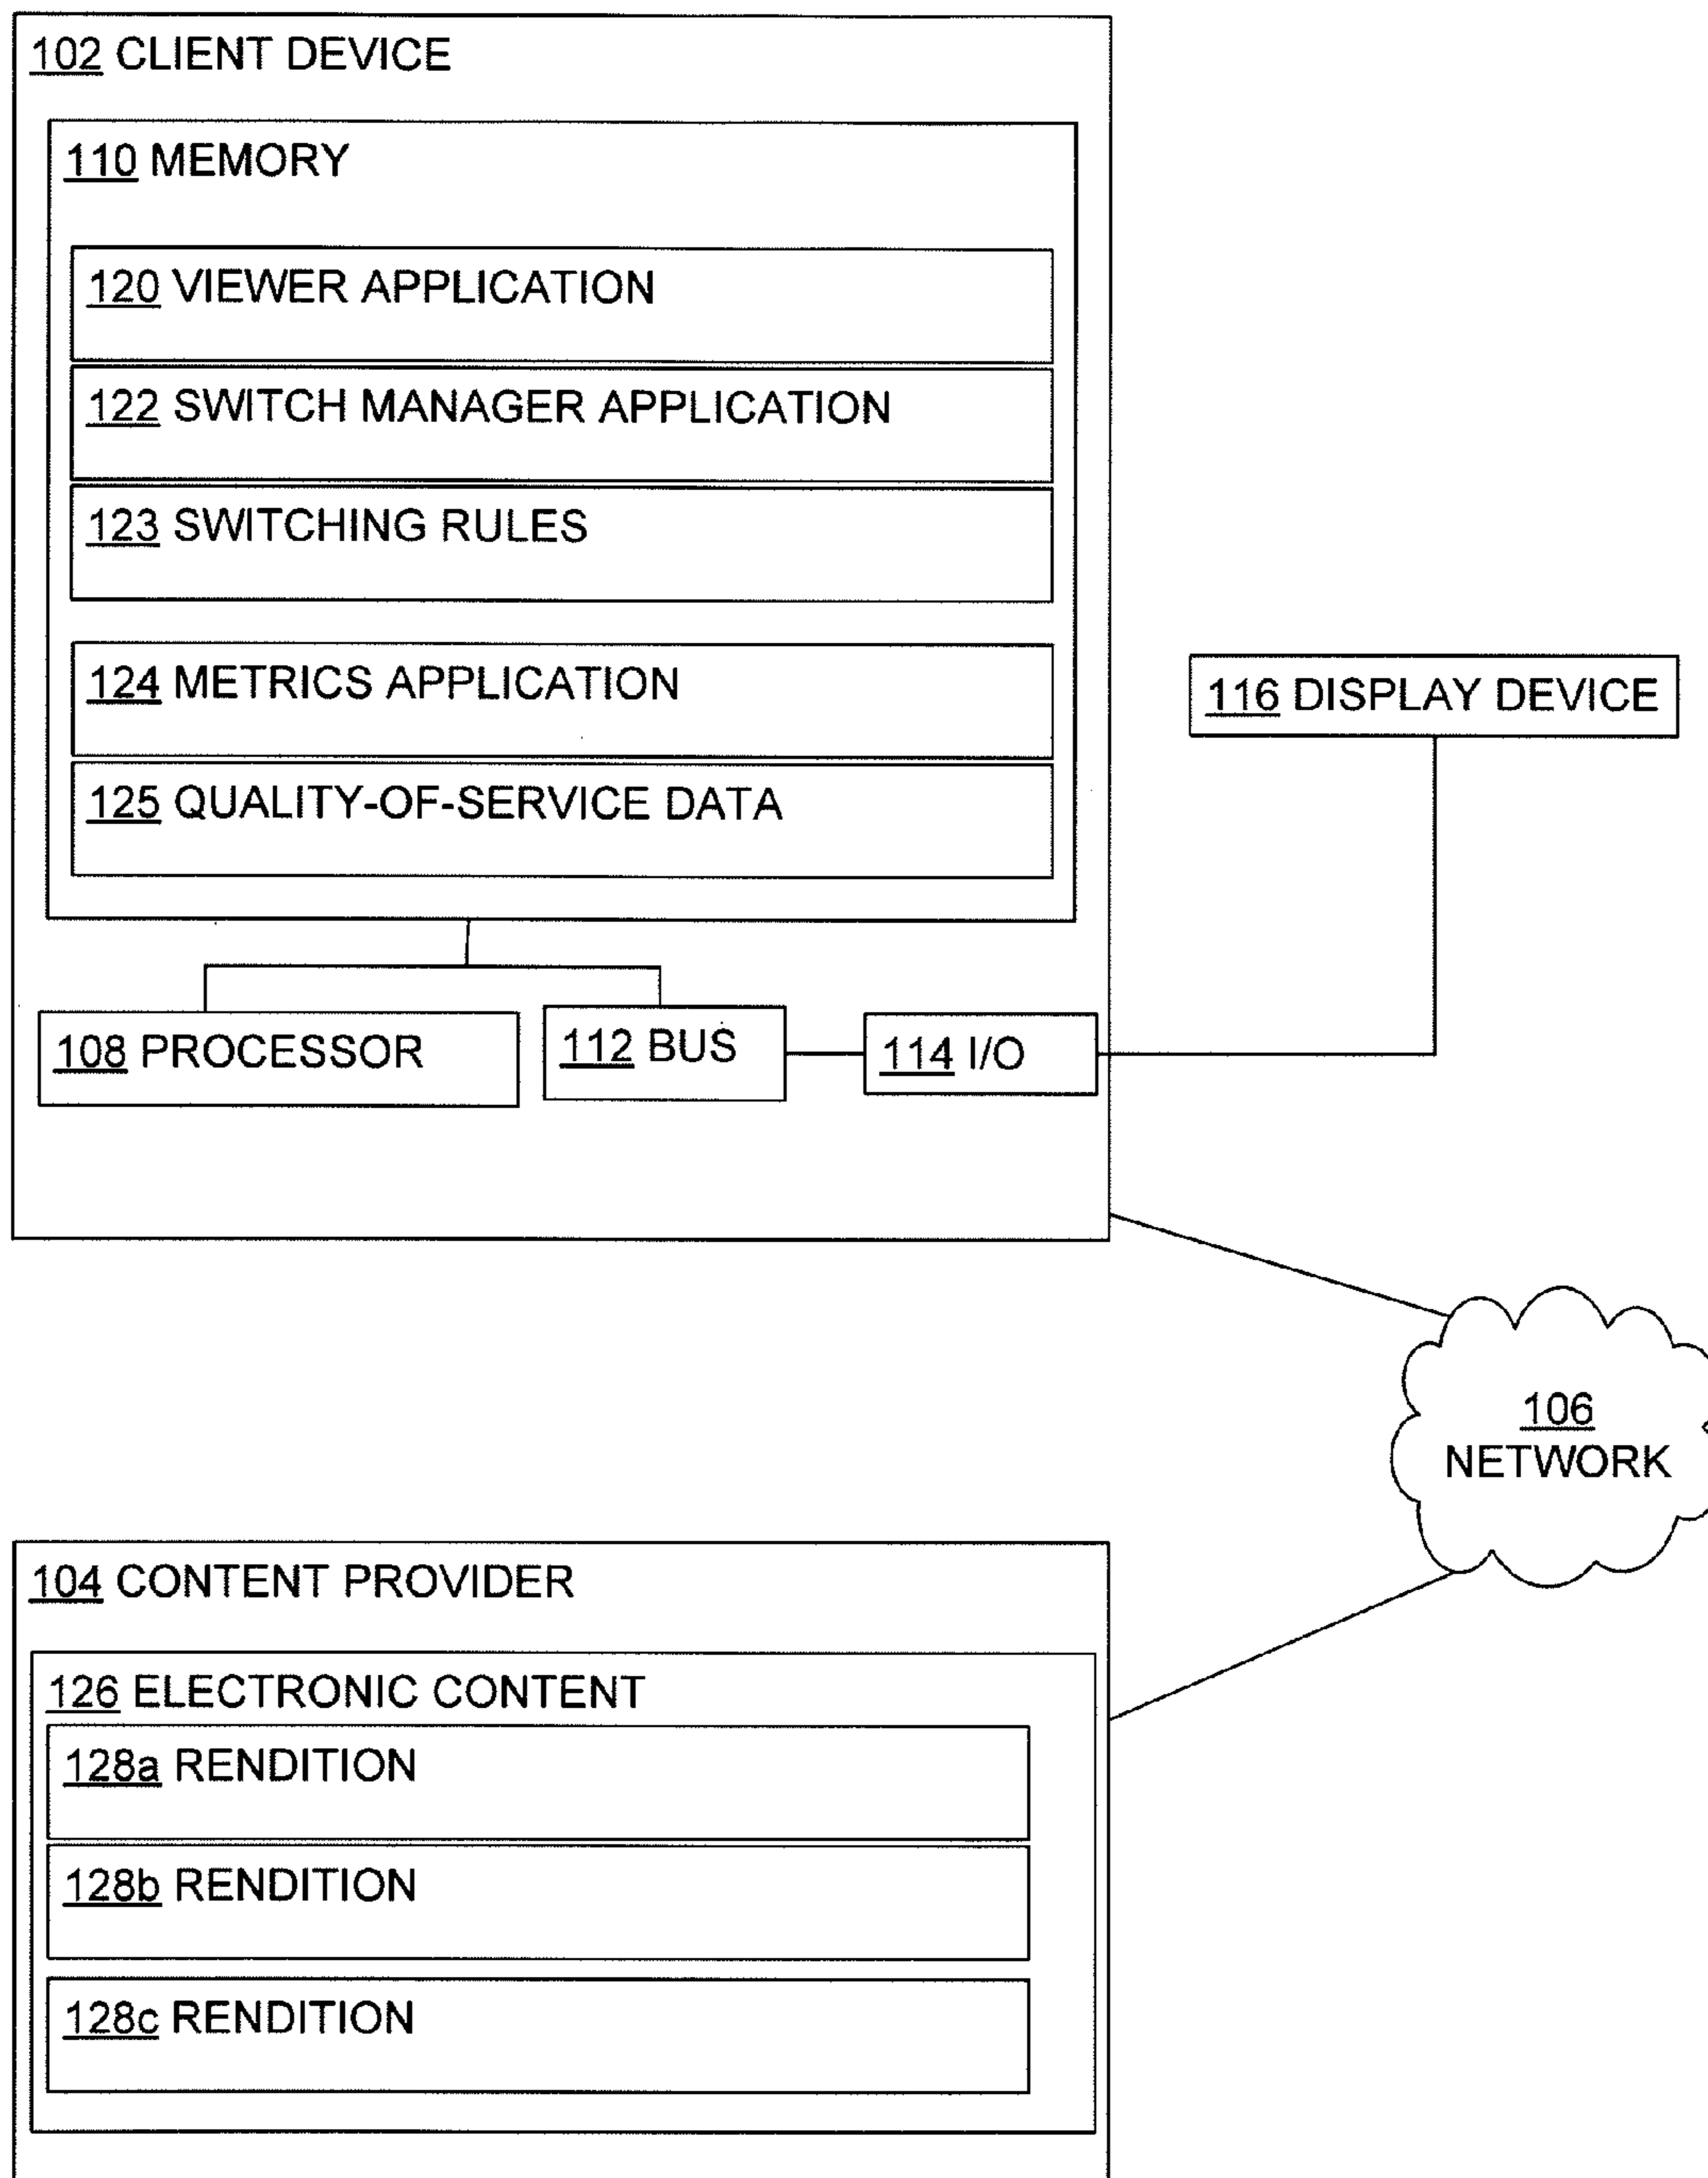 102 CLIENT DEVICE
110 MEMORY
120 VIEWER APPLICATION
122 SWITCH MANAGER APPLICATION
123 SWITCHING RULES
124 METRICS APPLICATION
125 QUALITY-OF-SERVICE DATA
116 DISPLAY DEVICE
108 PROCESSOR
112 BUS
114 I/O
106
NETWORK
104 CONTENT PROVIDER
126 ELECTRONIC CONTENT
128a RENDITION
128b RENDITION
128c RENDITION